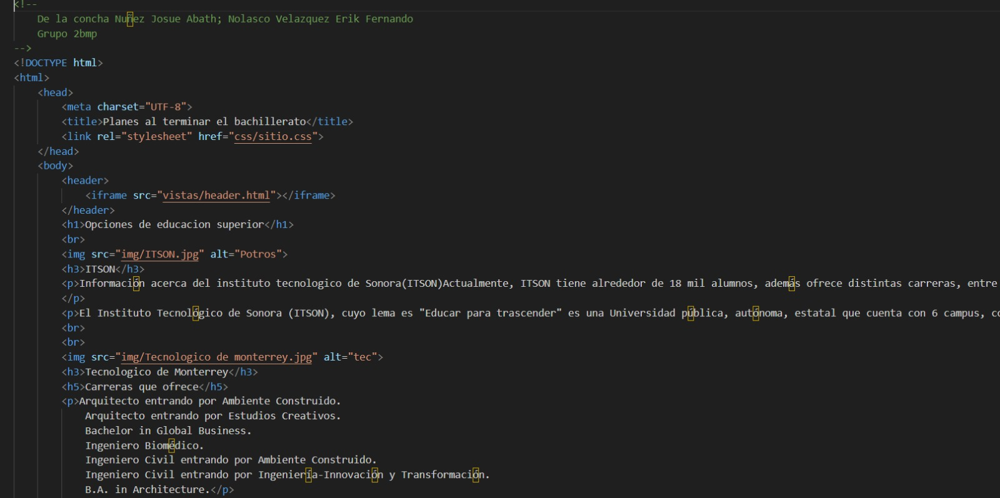 <!--
De la concha Nuñez Josue Abath; Nolasco Velazquez Erik Fernando
Grupo 2bmp
-->
<!DOCTYPE html>
<html>
<head>
<meta charset="UTF-8">
<title>Planes al terminar el bachillerato</title>
<link rel="stylesheet" href="css/sitio.css">
</head>
<body>
<header>
<iframe src="vistas/header.html"></iframe>
</header>
<h1>Opciones de educacion superior</h1>
<br>
<img src="img/ITSON.jpg" alt="Potros">
<h3>ITSON</h3>
<p>Información acerca del instituto tecnologico de Sonora(ITSON)Actualmente, ITSON tiene alrededor de 18 mil alumnos, además ofrece distintas carreras, entre
</p>
<p>El Instituto Tecnológico de Sonora (ITSON), cuyo lema es "Educar para trascender" es una Universidad pública, autónoma, estatal que cuenta con 6 campus,
<br>
<br>
<img src="img/Tecnologico de monterrey.jpg" alt="tec">
<h3>Tecnologico de Monterrey</h3>
<h5>Carreras que ofrece</h5>
<p>Arquitecto entrando por Ambiente Construido.
Arquitecto entrando por Estudios Creativos.
Bachelor in Global Business.
Ingeniero Biomédico.
Ingeniero Civil entrando por Ambiente Construido.
Ingeniero Civil entrando por Ingeniería-Innovación y Transformación.
B.A. in Architecture.</p>